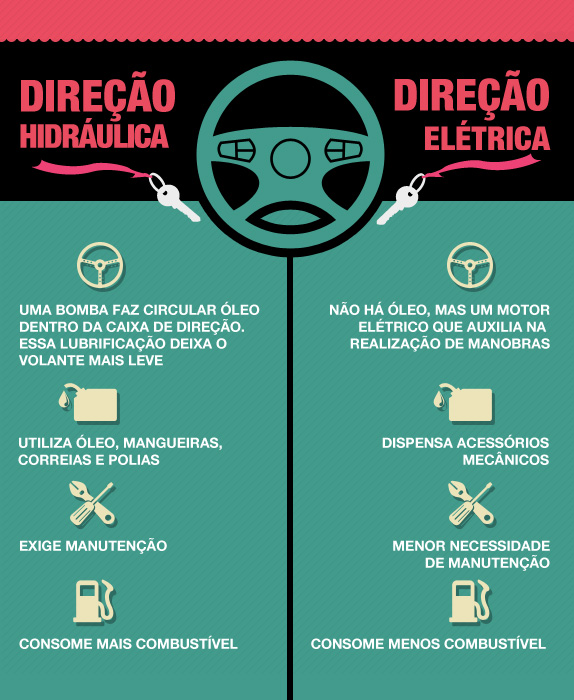 DIREÇÃO
HIDRÁULICA
DIREÇÃO
ELÉTRICA
UMA BOMBA FAZ CIRCULAR ÓLEO
DENTRO DA CAIXA DE DIREÇÃO.
ESSA LUBRIFICAÇÃO DEIXA O
VOLANTE MAIS LEVE
NÃO HÁ ÓLEO, MAS UM MOTOR
ELÉTRICO QUE AUXILIA NA
REALIZAÇÃO DE MANOBRAS
UTILIZA ÓLEO, MANGUEIRAS,
CORREIAS E POLIAS
DISPENSA ACESSÓRIOS
MECÂNICOS
EXIGE MANUTENÇÃO
MENOR NECESSIDADE
DE MANUTENÇÃO
CONSOME MAIS COMBUSTÍVEL
CONSOME MENOS COMBUSTÍVEL